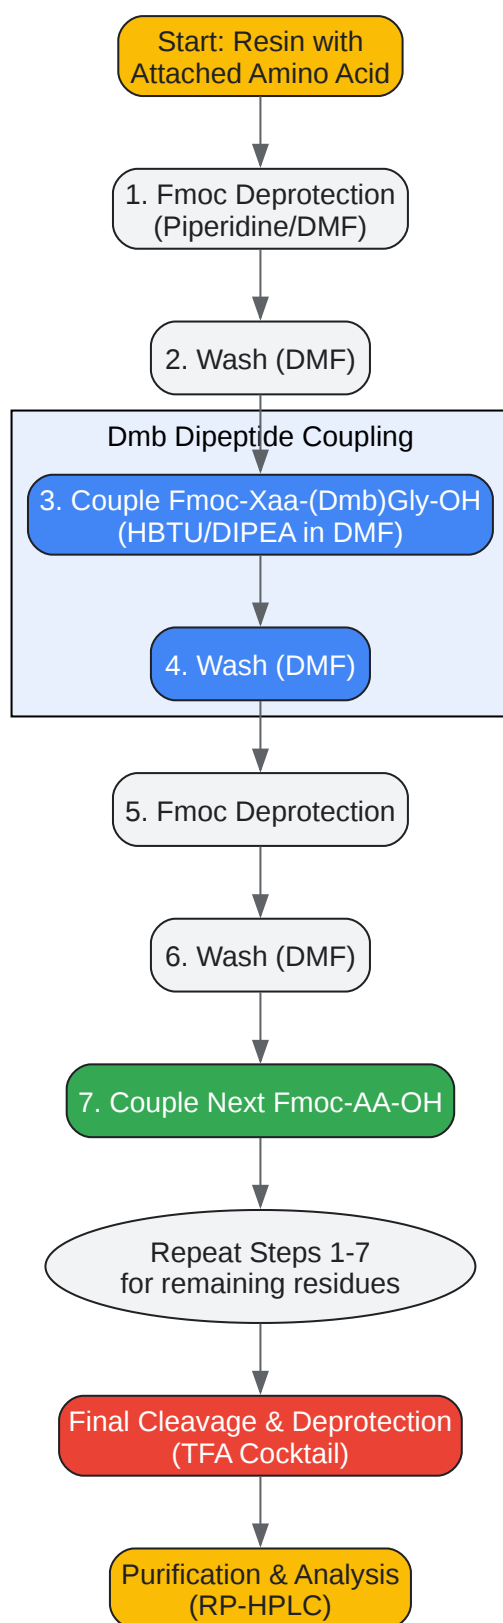 Start: Resin with
Attached Amino Acid
1. Fmoc Deprotection
(Piperidine/DMF)
2. Wash (DMF)
Dmb Dipeptide Coupling
3. Couple Fmoc-Xaa-(Dmb)Gly-OH
(HBTU/DIPEA in DMF)
4. Wash (DMF)
5. Fmoc Deprotection
6. Wash (DMF)
7. Couple Next Fmoc-AA-OH
Repeat Steps 1-7
for remaining residues
Final Cleavage & Deprotection
(TFA Cocktail)
Purification & Analysis
(RP-HPLC)